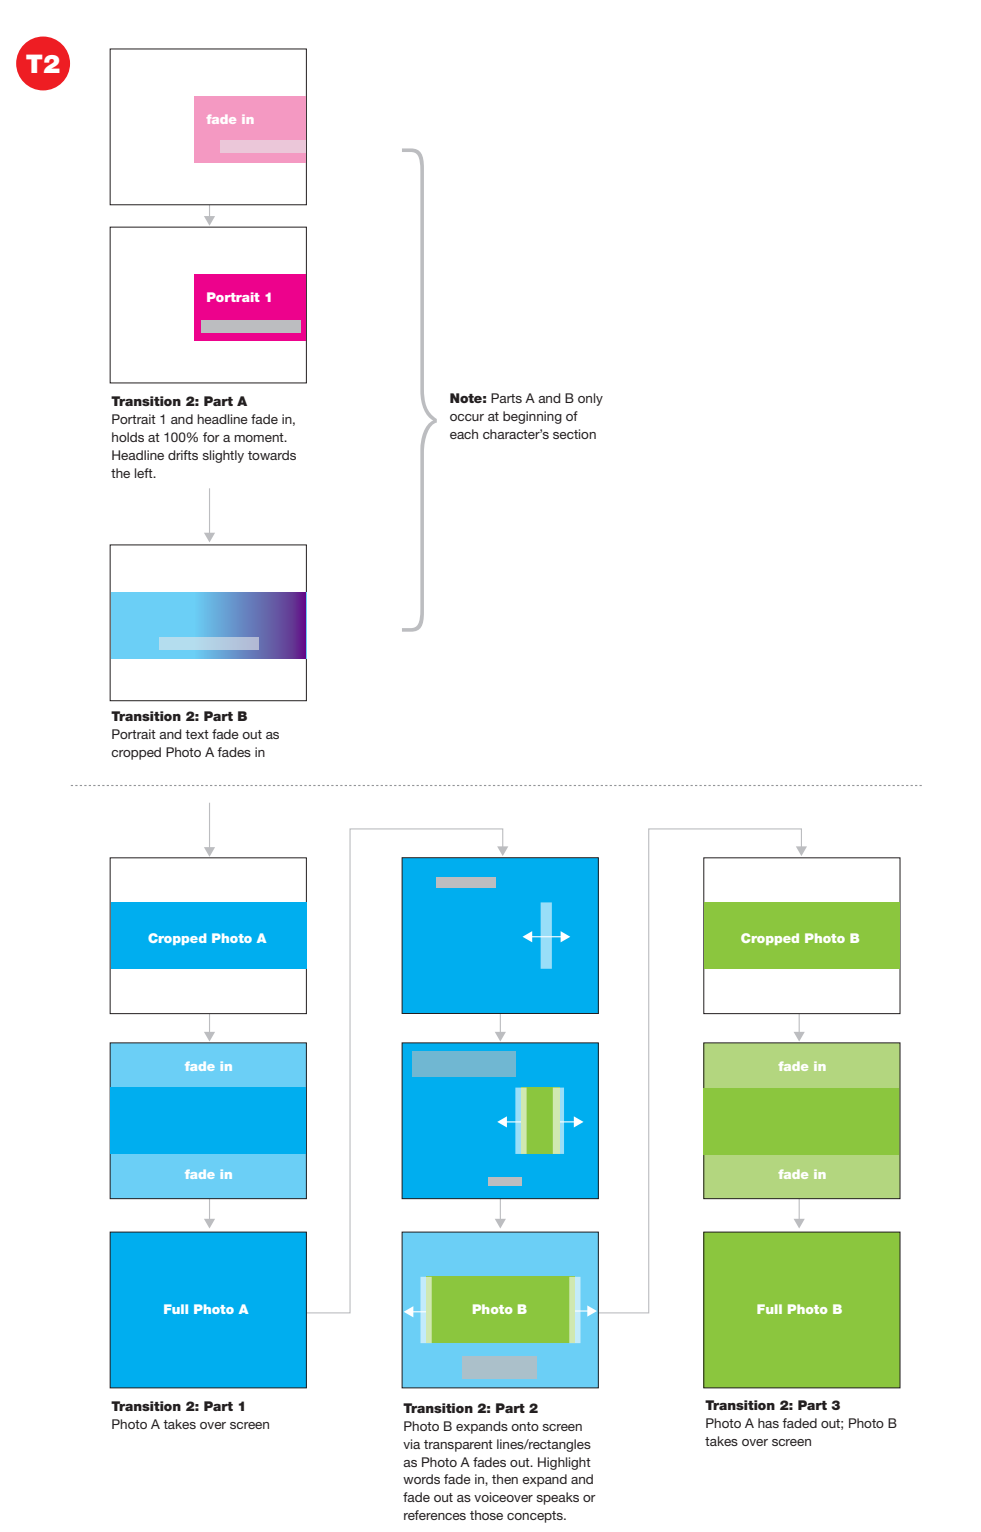 T2
fade in
Portrait 1
Transition 2: Part A
Portrait 1 and headline fade in,
holds at 100% for a moment.
Headline drifts slightly towards
the left.
Note: Parts A and B only
occur at beginning of
each character's section
Transition 2: Part B
Portrait and text fade out as
cropped Photo A fades in
Cropped Photo A
fade in
fade in
Full Photo A
Transition 2: Part 1
Photo A takes over screen
Photo B
Transition 2: Part 2
Photo B expands onto screen
via transparent lines/rectangles
as Photo A fades out. Highlight
words fade in, then expand and
fade out as voiceover speaks or
references those concepts.
Cropped Photo B
fade in
fade in
Full Photo B
Transition 2: Part 3
Photo A has faded out; Photo B
takes over screen